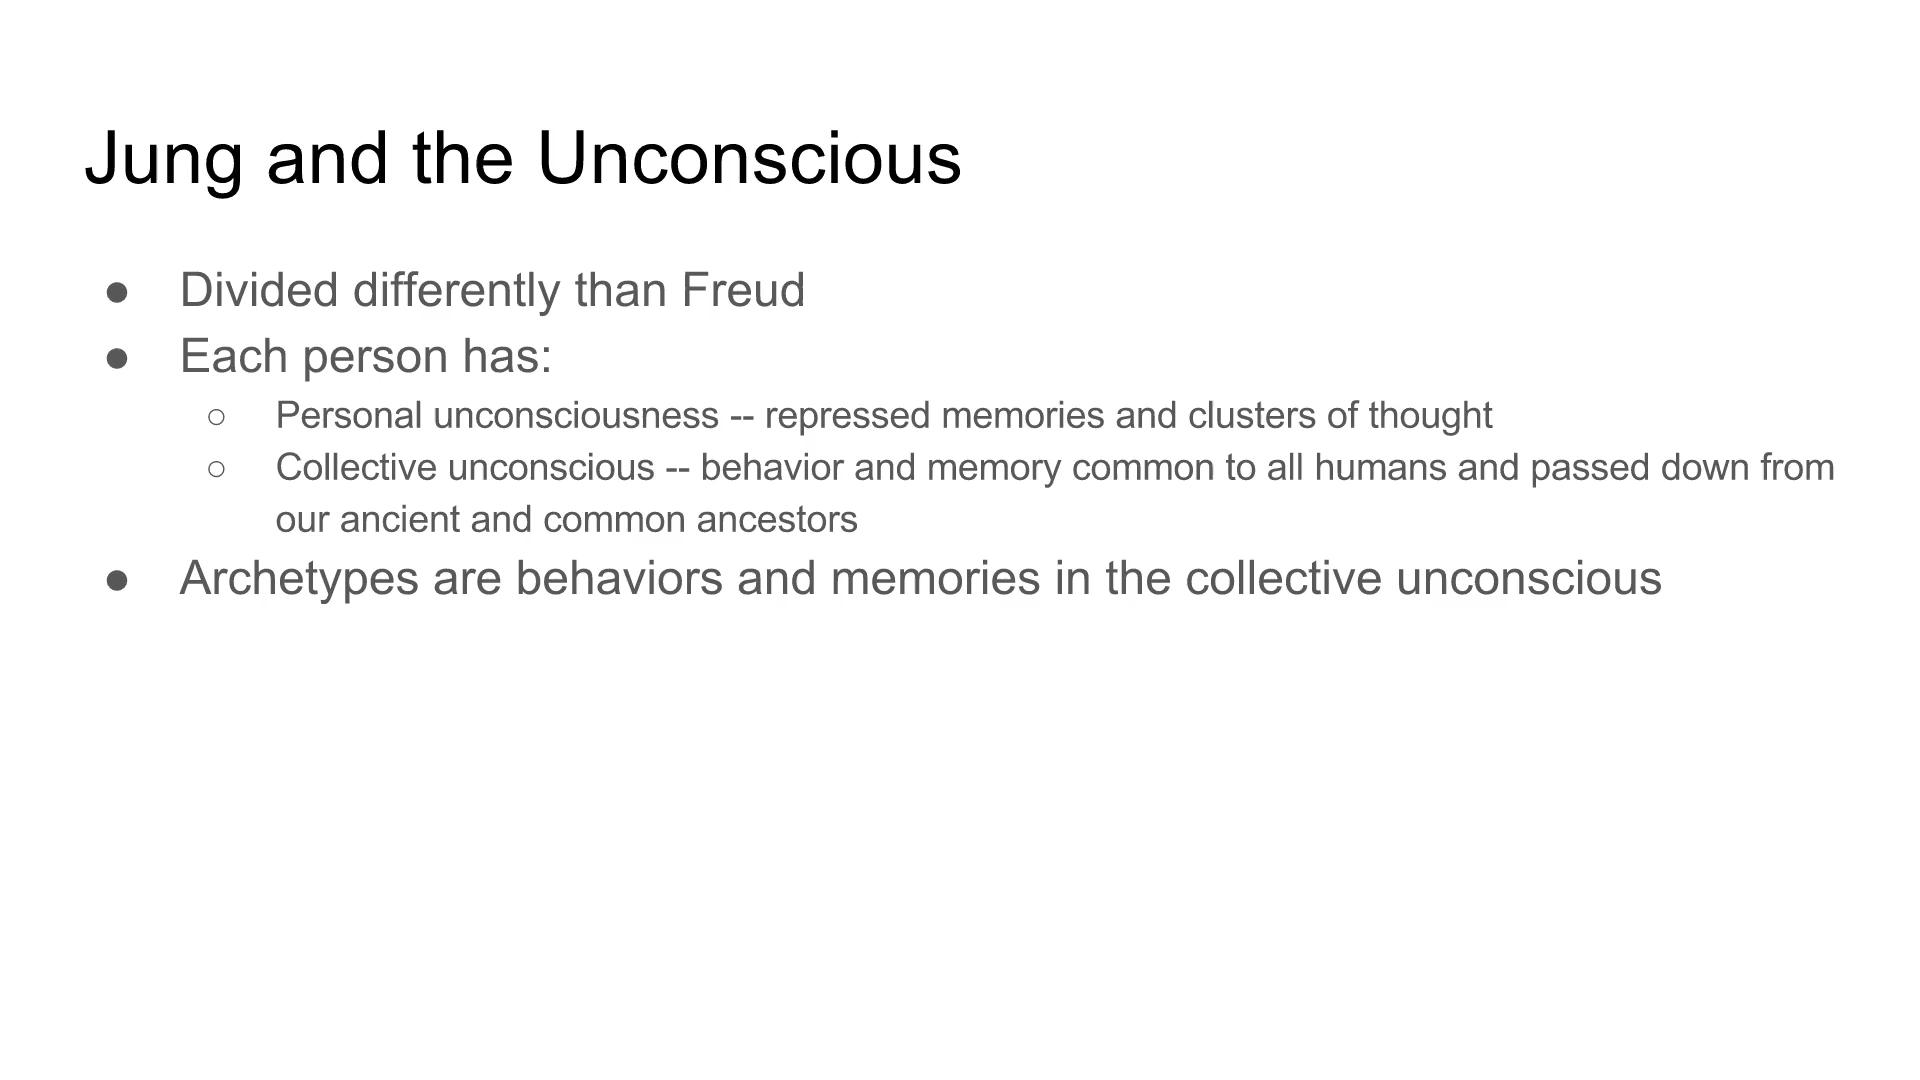 Jung and the Unconscious
● Divided differently than Freud
● Each person has:
○ Personal unconsciousness -- repressed memories and clusters of thought
○ Collective unconscious -- behavior and memory common to all humans and passed down from
our ancient and common ancestors
● Archetypes are behaviors and memories in the collective unconscious